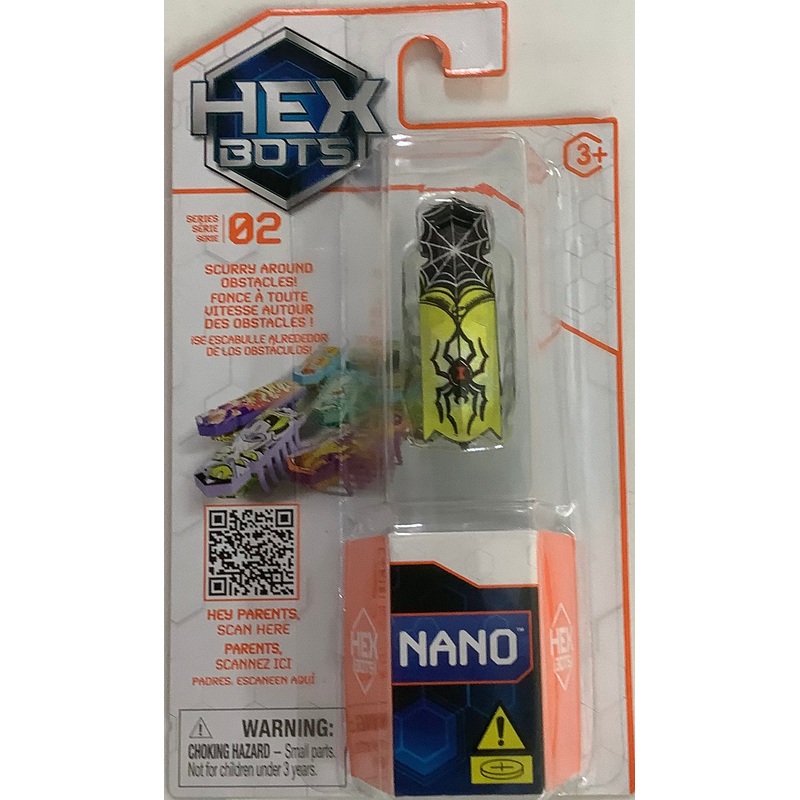 HEX
BOTS
3+
SERIES
SÉRIE
SERIE
02
SCURRY AROUND
OBSTACLES!
FONCE À TOUTE
VITESSE AUTOUR
DES OBSTACLES !
¡SE ESCABULLE ALREDEDOR
DE LOS OBSTACULOS!
HEY PARENTS,
SCAN HERE
PARENTS,
SCANNEZ ICI
PADRES, ESCANEEN AQUÍ
WARNING:
CHOKING HAZARD – Small parts.
Not for children under 3 years.
HEX
BOTS
NANO™
HEX
BOTS